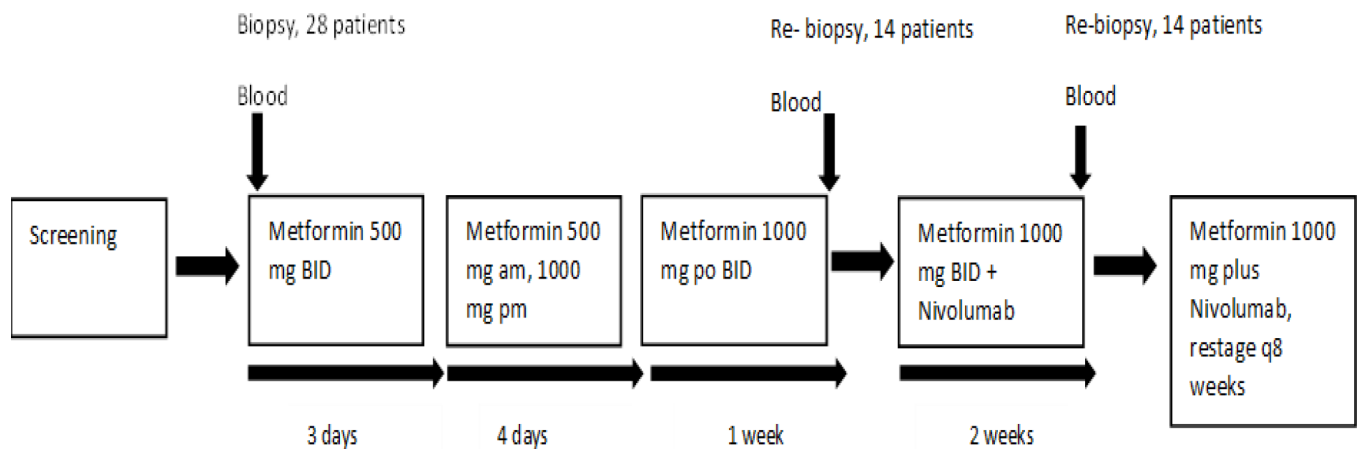 Biopsy, 28 patients
Blood
Re- biopsy, 14 patients
Blood
Re-biopsy, 14 patients
Blood
Screening
Metformin 500
mg BID
Metformin 500
mg am, 1000
mg pm
Metformin 1000
mg po BID
Metformin 1000
mg BID +
Nivolumab
Metformin 1000
mg plus
Nivolumab,
restage q8
weeks
3 days
4 days
1 week
2 weeks